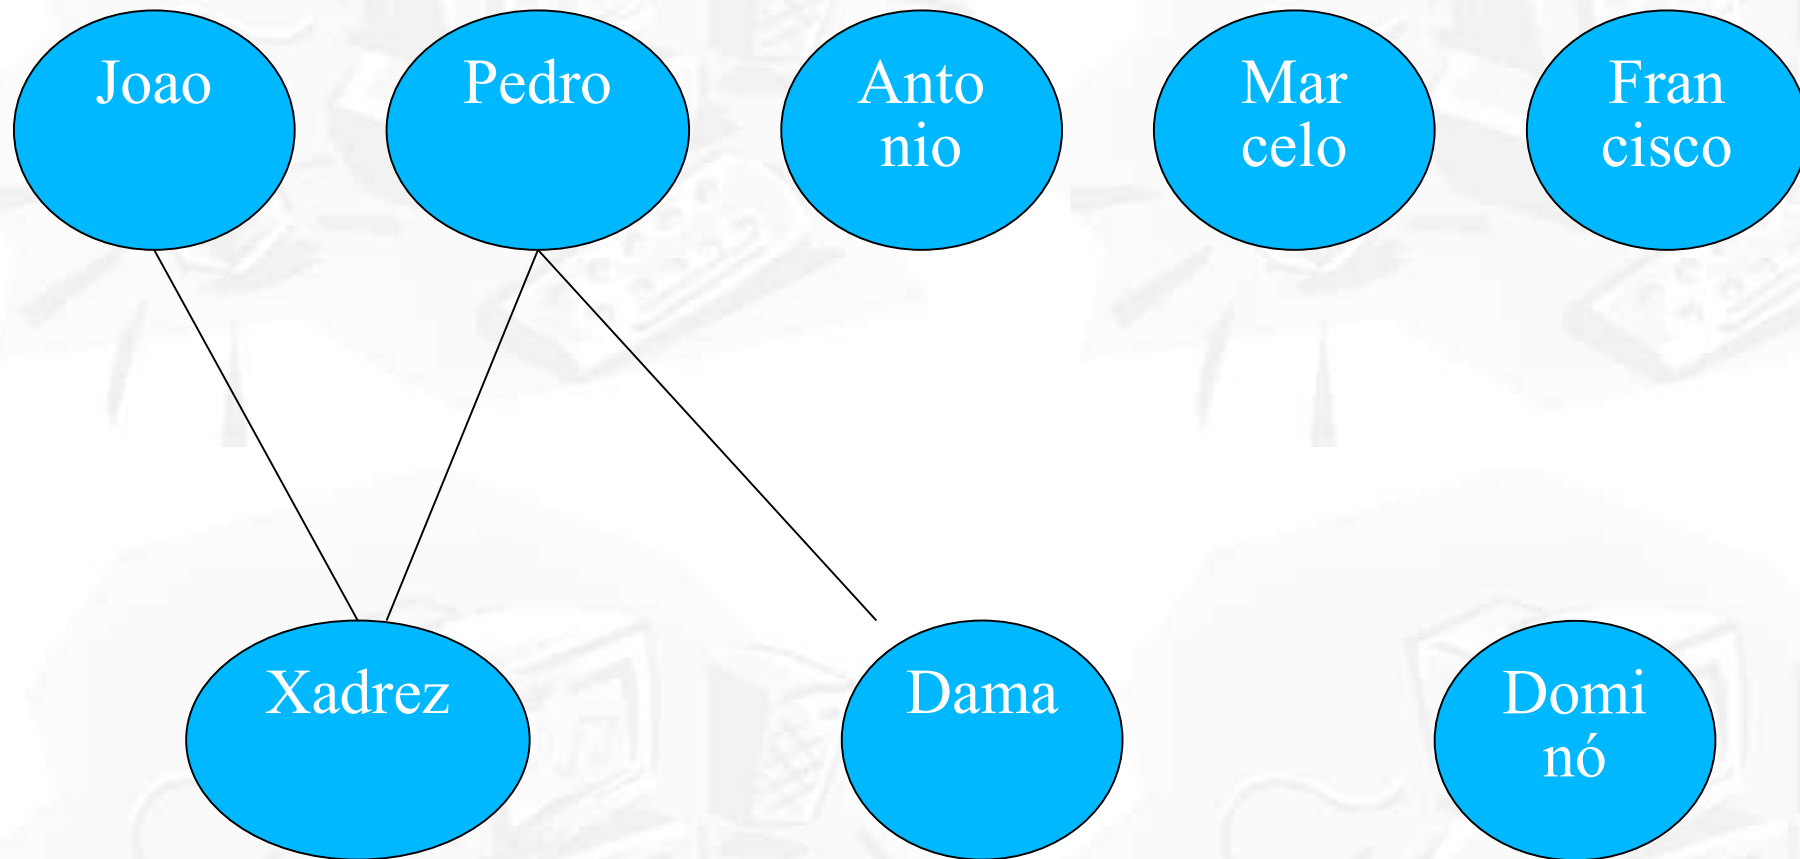 Joao
Pedro
Anto
nio
Mar
celo
Fran
cisco
Xadrez
Dama
Domi
nó